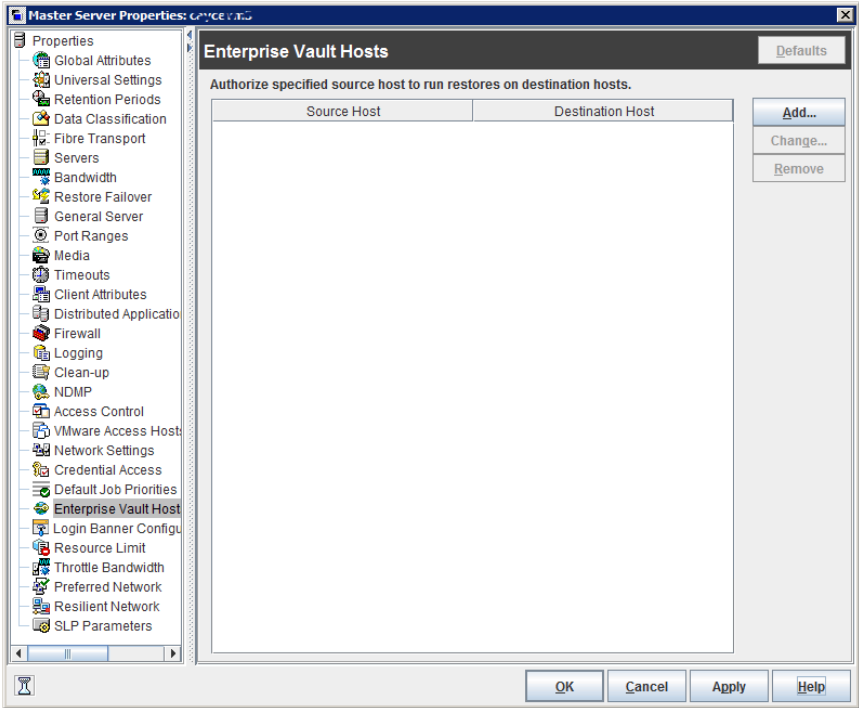 Master Server Properties:
Properties
Global Attributes
Universal Settings
Retention Periods
Data Classification
Fibre Transport
Servers
Bandwidth
Restore Failover
General Server
Port Ranges
Media
Timeouts
Client Attributes
Distributed Applicatio
Firewall
Logging
Clean-up
NDMP
Access Control
VMware Access Hosts
Network Settings
Credential Access
Default Job Priorities
Enterprise Vault Host
Login Banner Configu
Resource Limit
Throttle Bandwidth
Preferred Network
Resilient Network
SLP Parameters
Enterprise Vault Hosts
Defaults
Authorize specified source host to run restores on destination hosts.
Source Host Destination Host
Add...
Change...
Remove
OK Cancel Apply Help